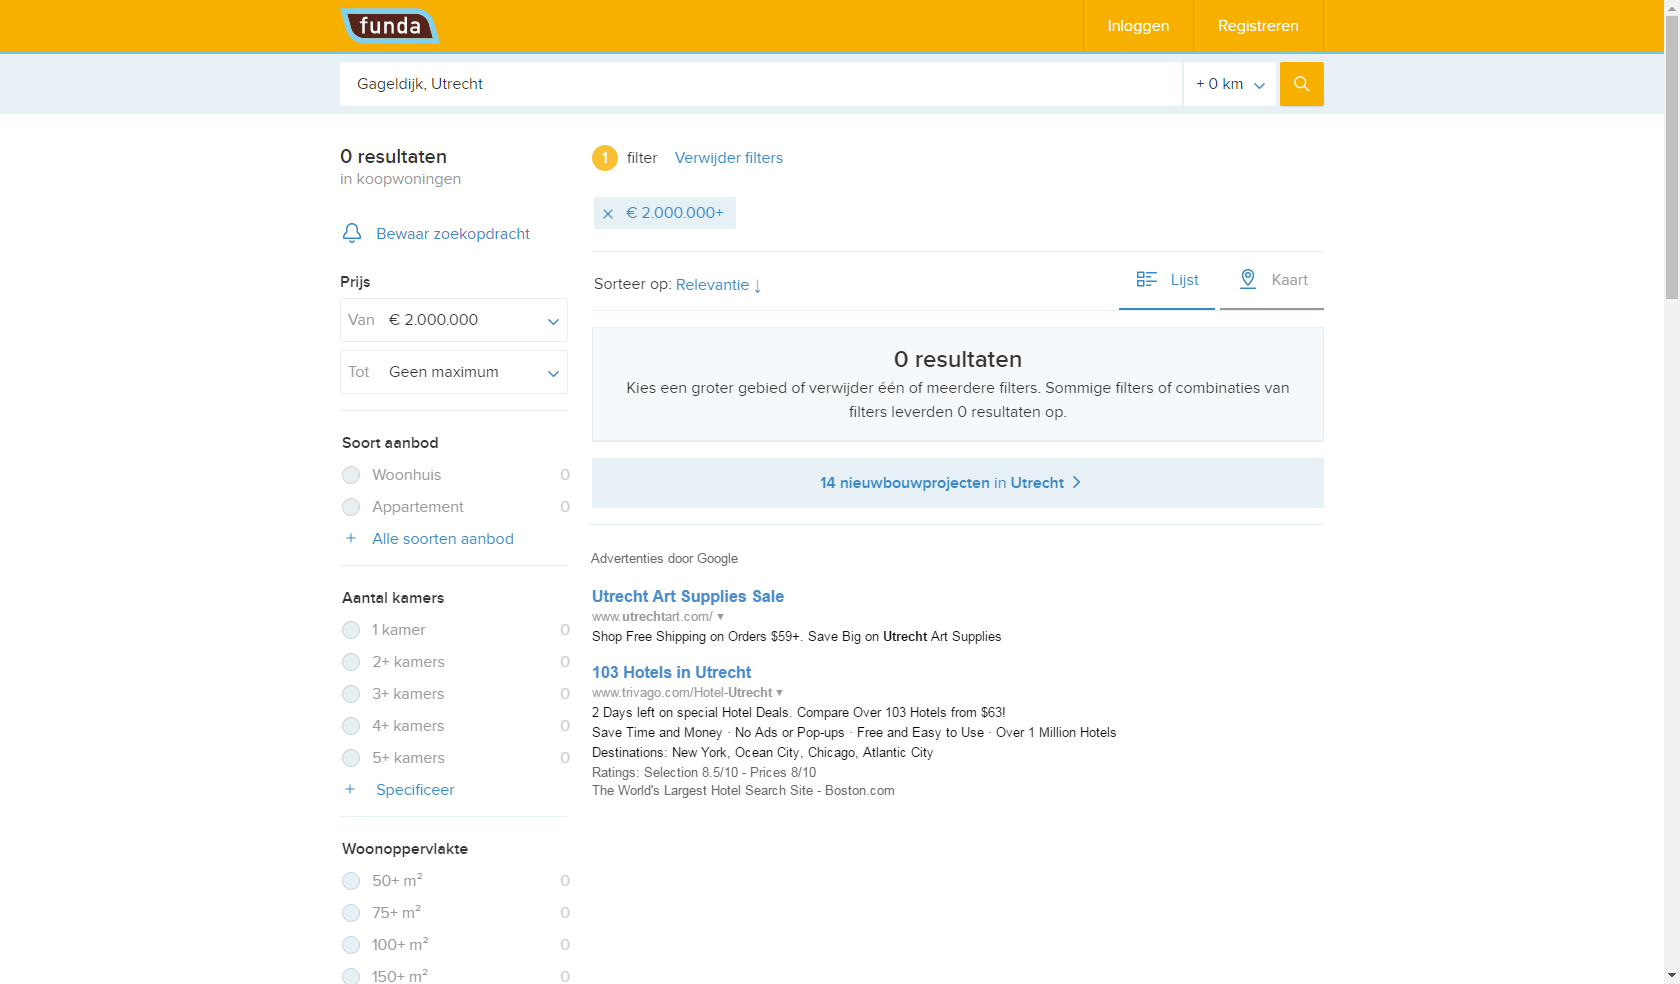 funda
Inloggen
Registreren
Gageldijk, Utrecht
+ 0 km
0 resultaten
in koopwoningen
1 filter Verwijder filters
€ 2.000.000+
Bewaar zoekopdracht
Prijs
Van € 2.000.000
Tot Geen maximum
Sorteer op: Relevantie ↓
Lijst
Kaart
0 resultaten
Kies een groter gebied of verwijder één of meerdere filters. Sommige filters of combinaties van
filters leverden 0 resultaten op.
14 nieuwbouwprojecten in Utrecht >
Soort aanbod
Woonhuis 0
Appartement 0
+ Alle soorten aanbod
Aantal kamers
1 kamer 0
2+ kamers 0
3+ kamers 0
4+ kamers 0
5+ kamers 0
+ Specificeer
Woonoppervlakte
50+ m² 0
75+ m² 0
100+ m² 0
150+ m² 0
Advertenties door Google
Utrecht Art Supplies Sale
www.utrechtart.com/ ▼
Shop Free Shipping on Orders $59+. Save Big on Utrecht Art Supplies
103 Hotels in Utrecht
www.trivago.com/Hotel-Utrecht ▼
2 Days left on special Hotel Deals. Compare Over 103 Hotels from $63!
Save Time and Money · No Ads or Pop-ups · Free and Easy to Use · Over 1 Million Hotels
Destinations: New York, Ocean City, Chicago, Atlantic City
Ratings: Selection 8.5/10 - Prices 8/10
The World's Largest Hotel Search Site - Boston.com